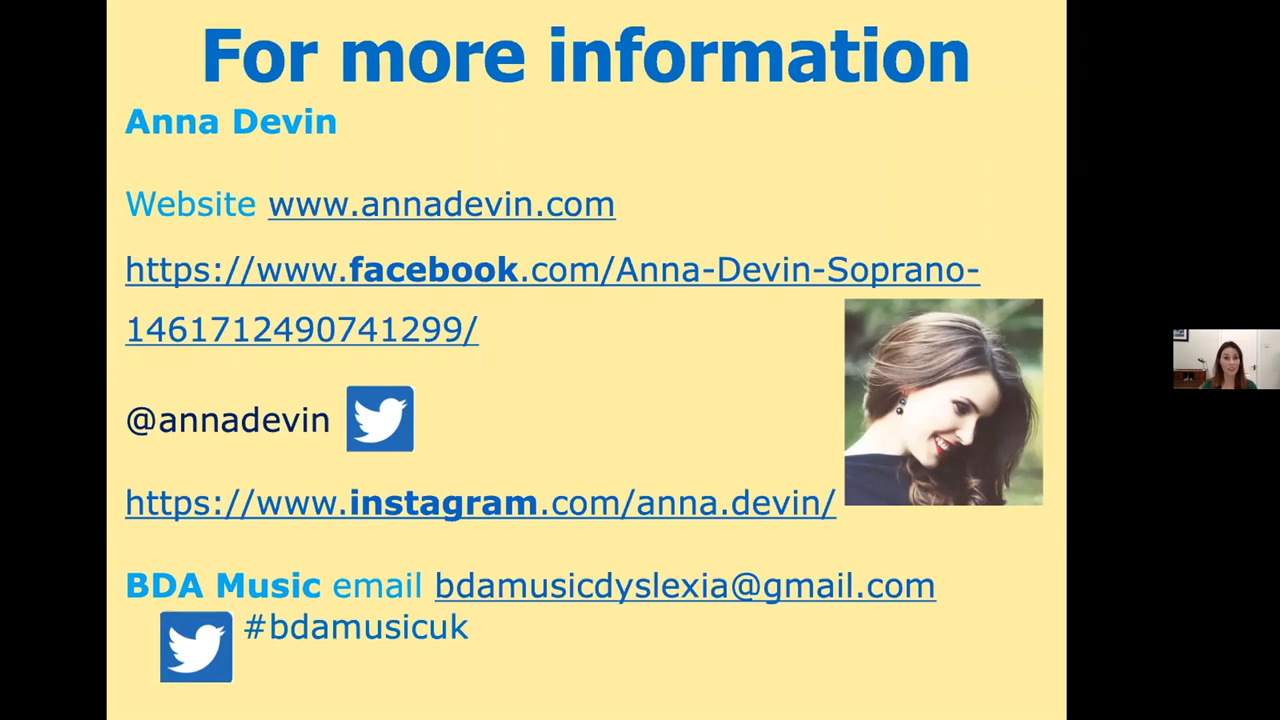 For more information
Anna Devin
Website www.annadevin.com
https://www.facebook.com/Anna-Devin-Soprano-
1461712490741299/
@annadevin
https://www.instagram.com/anna.devin/
BDA Music email bdamusicdyslexia@gmail.com
#bdamusicuk